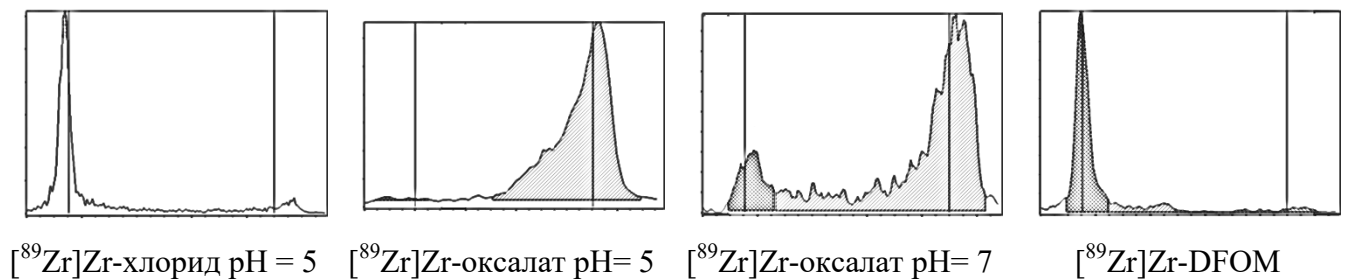 [⁸⁹Zr]Zr-хлорид pH = 5 [⁸⁹Zr]Zr-оксалат pH= 5 [⁸⁹Zr]Zr-оксалат pH= 7 [⁸⁹Zr]Zr-DFOM